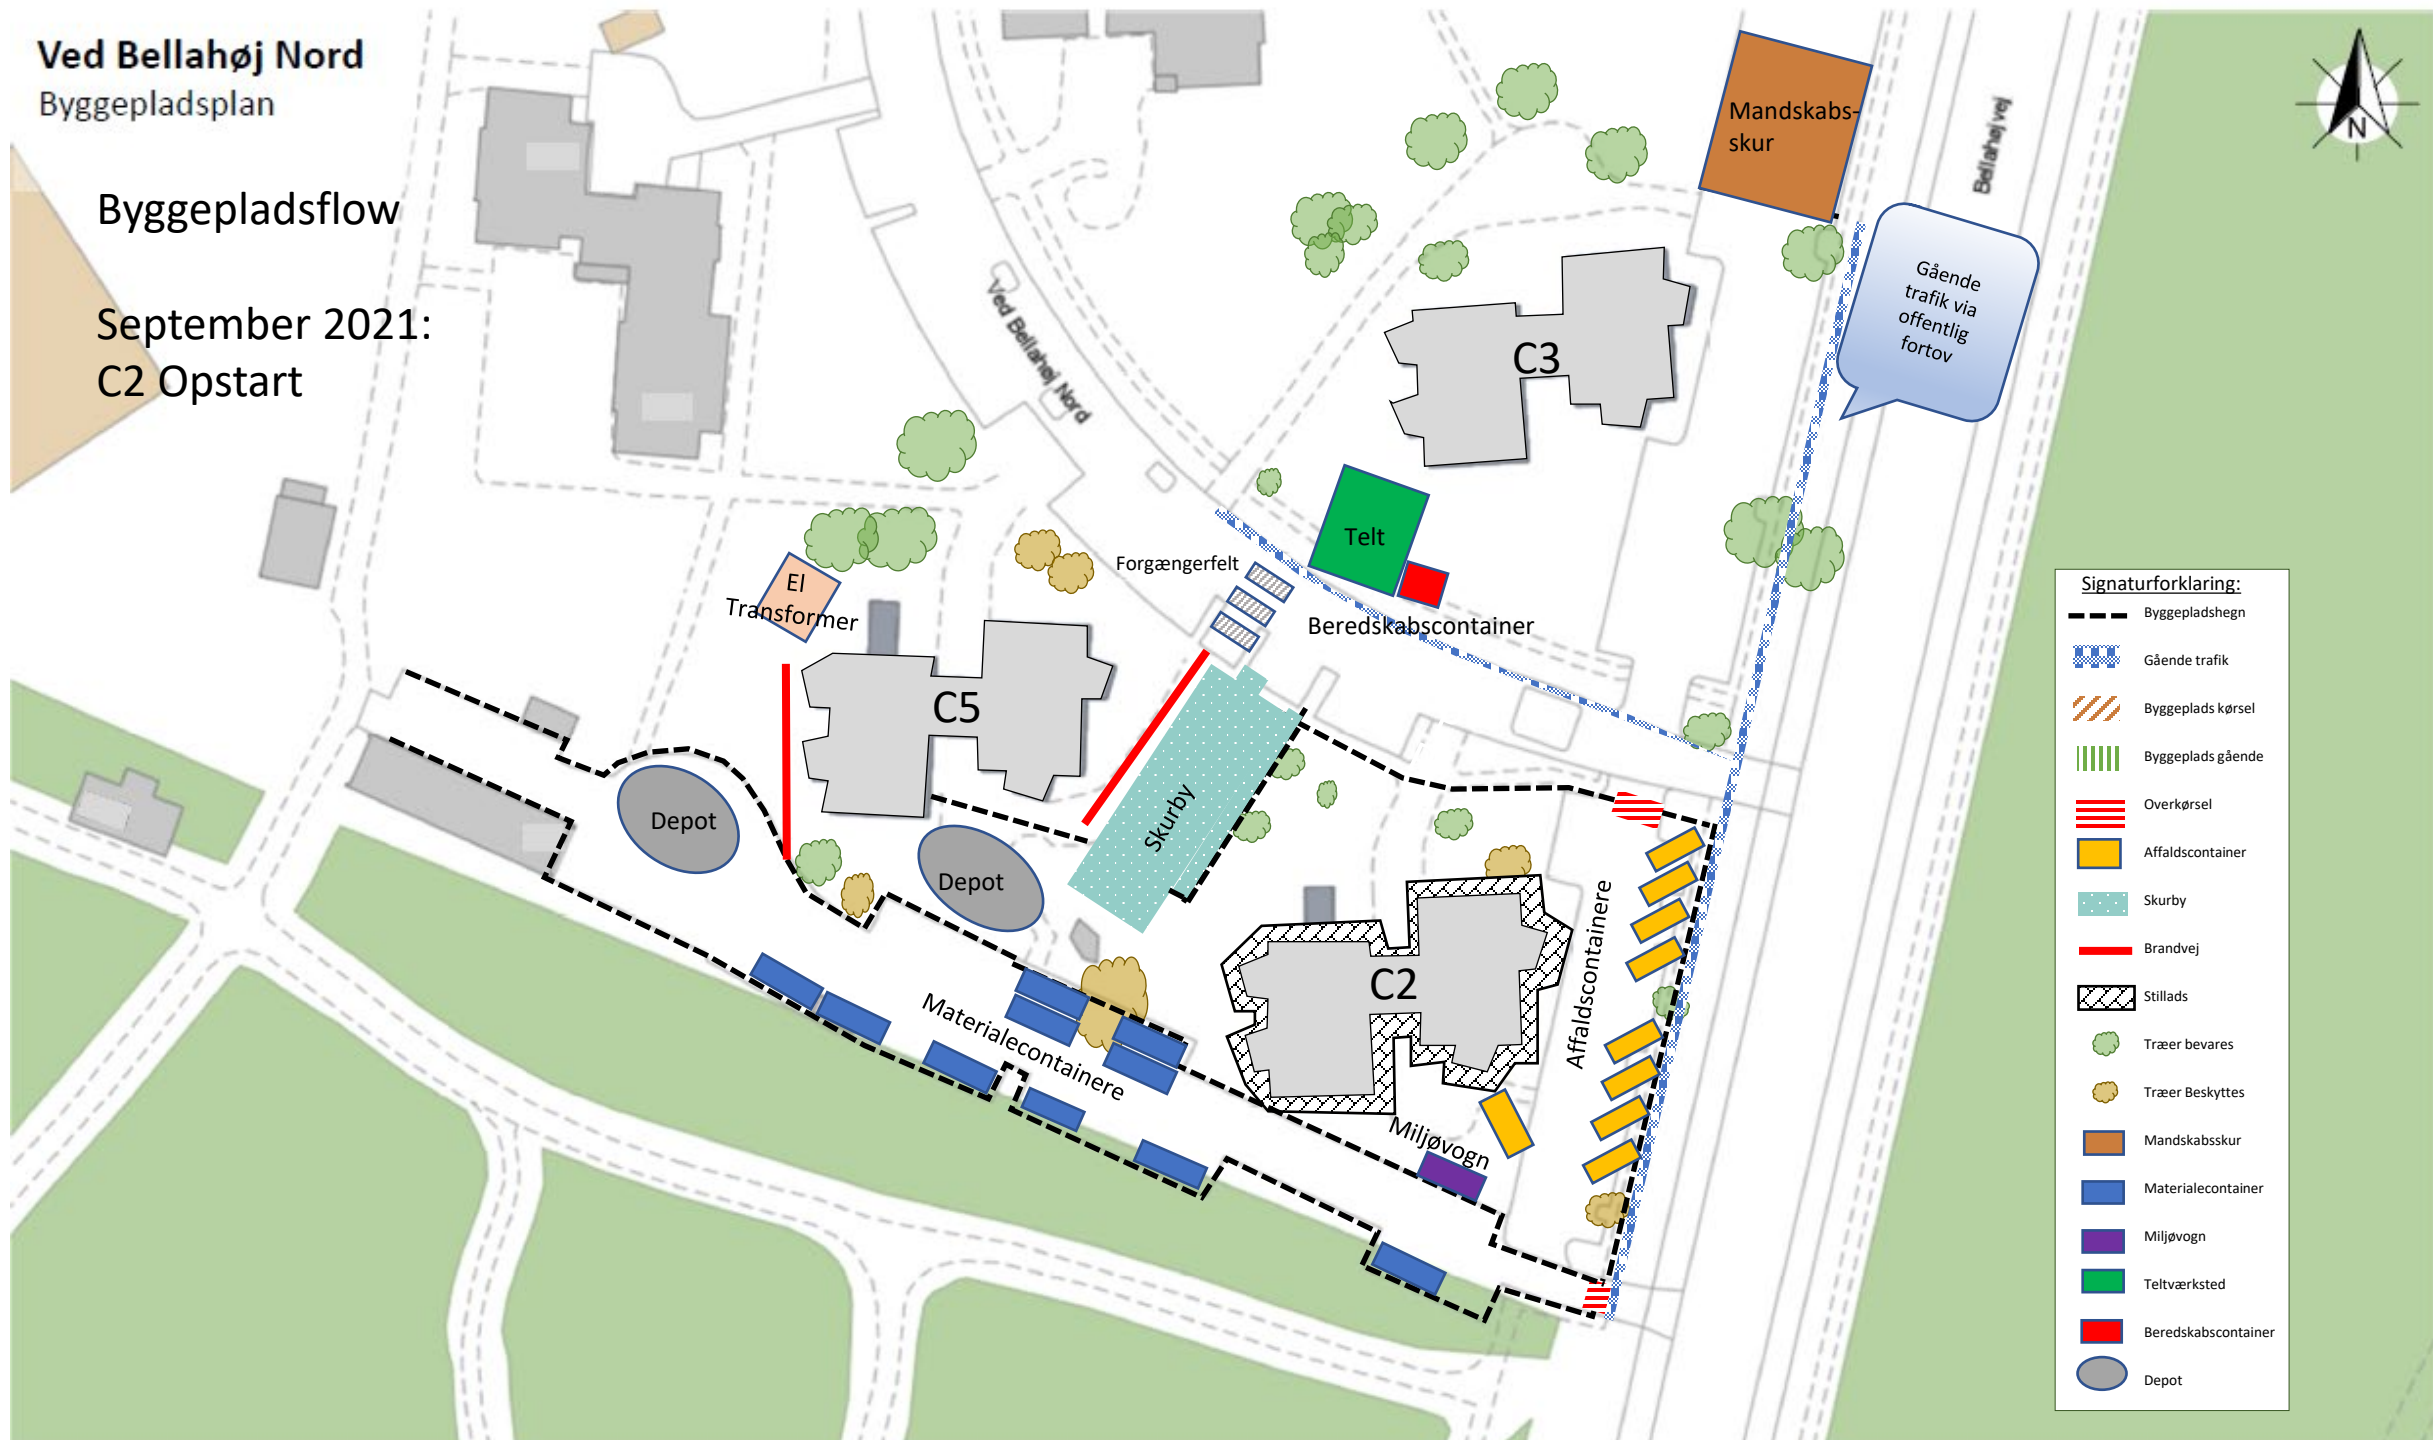 Ved Bellahøj Nord
Byggepladsplan
Byggepladsflow
September 2021:
C2 Opstart
Mandskabs-
skur
Bellahøjvej
N
Gående
trafik via
offentlig
fortov
Ved Bellahøj Nord
C3
Telt
Forgængerfelt
Beredskabscontainer
El
Transformer
C5
Skurby
Depot
Depot
C2
Affaldscontainere
Materialecontainere
Miljøvogn
Signaturforklaring:
Byggepladshegn
Gående trafik
Byggeplads kørsel
Byggeplads gående
Overkørsel
Affaldscontainer
Skurby
Brandvej
Stillads
Træer bevares
Træer Beskyttes
Mandskabsskur
Materialecontainer
Miljøvogn
Teltværksted
Beredskabscontainer
Depot